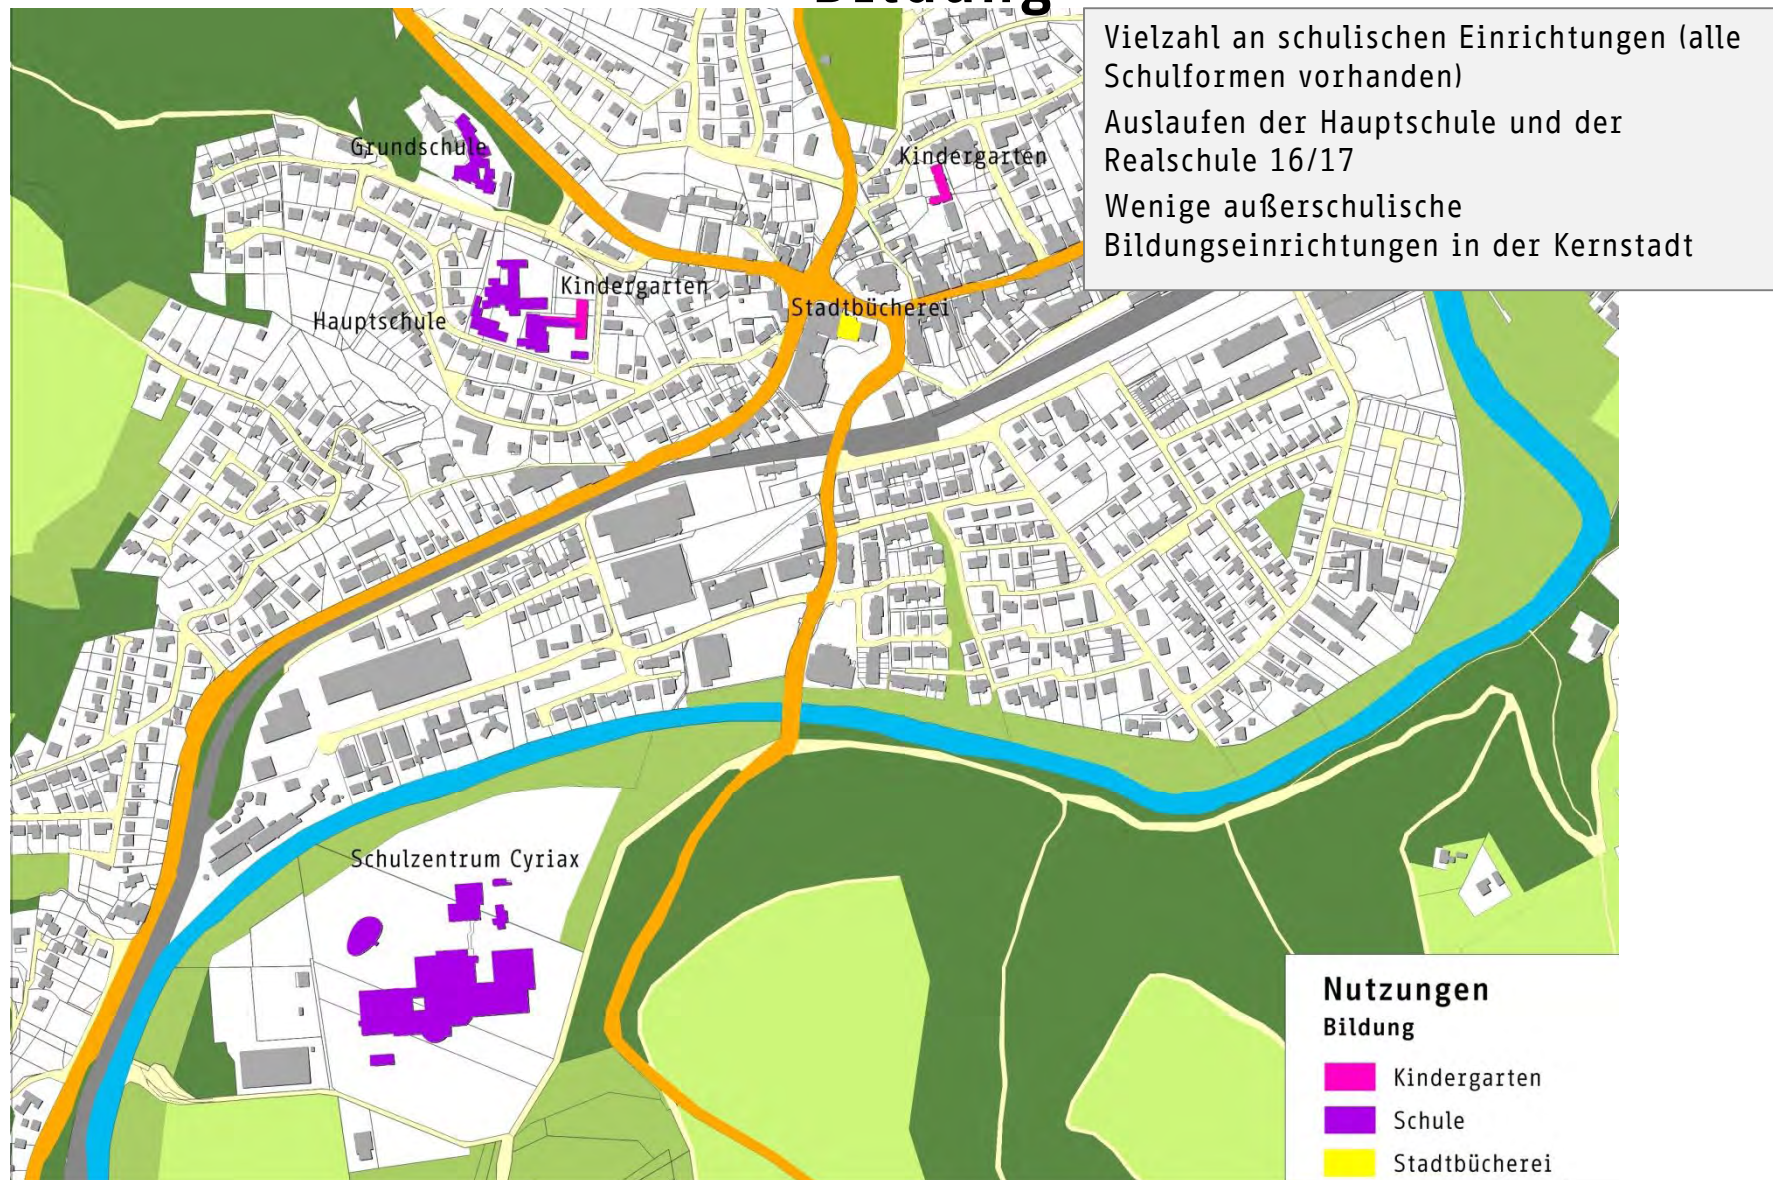 Bildung
Vielzahl an schulischen Einrichtungen (alle
Schulformen vorhanden)
Auslaufen der Hauptschule und der
Realschule 16/17
Wenige außerschulische
Bildungseinrichtungen in der Kernstadt
Grundschule
Kindergarten
Kindergarten
Stadtbücherei
Hauptschule
Schulzentrum Cyriax
Nutzungen
Bildung
Kindergarten
Schule
Stadtbücherei